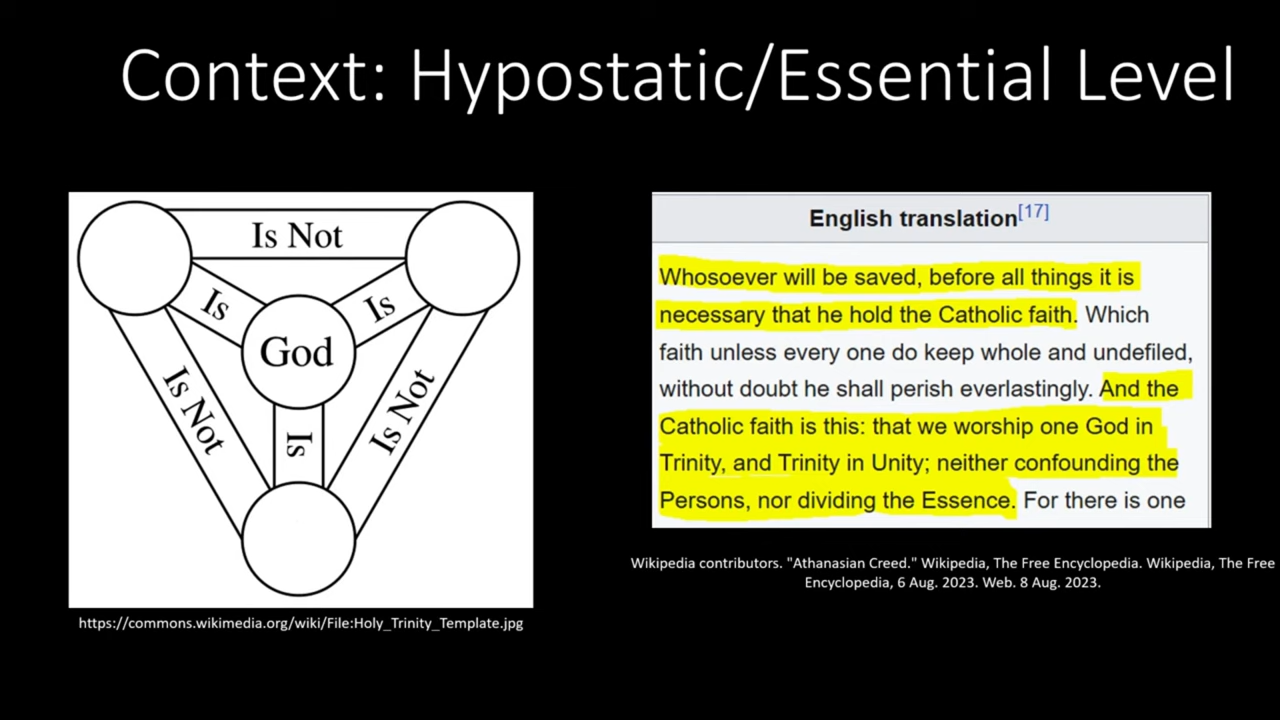 Context: Hypostatic/Essential Level
Is Not
Is
Is
God
Is Not
Is
Is Not
https://commons.wikimedia.org/wiki/File:Holy_Trinity_Template.jpg
English translation[17]
Whosoever will be saved, before all things it is
necessary that he hold the Catholic faith. Which
faith unless every one do keep whole and undefiled,
without doubt he shall perish everlastingly. And the
Catholic faith is this: that we worship one God in
Trinity, and Trinity in Unity; neither confounding the
Persons, nor dividing the Essence. For there is one
Wikipedia contributors. "Athanasian Creed." Wikipedia, The Free Encyclopedia. Wikipedia, The Free
Encyclopedia, 6 Aug. 2023. Web. 8 Aug. 2023.